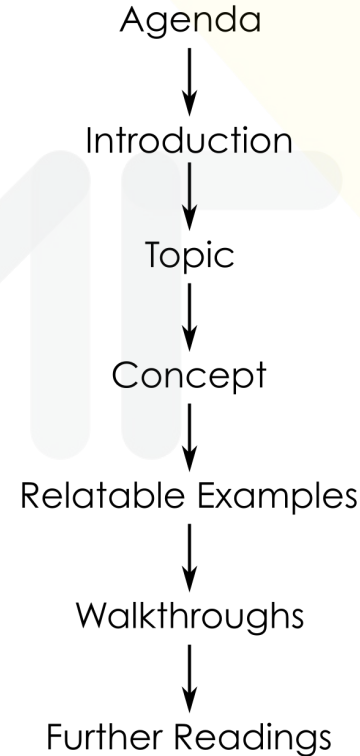 Agenda
Introduction
Topic
Concept
Relatable Examples
Walkthroughs
Further Readings